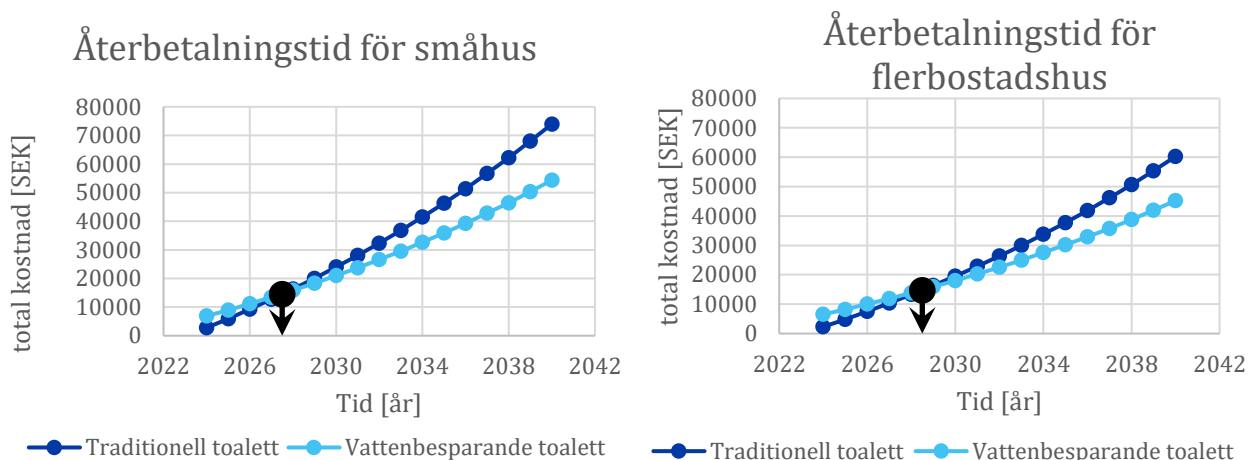 Återbetalningstid för småhus
80000
70000
60000
50000
40000
30000
20000
10000
0
2022 2026 2030 2034 2038 2042
total kostnad [SEK]
Tid [år]
Traditionell toalett Vattenbesparande toalett
Återbetalningstid för
flerbostadshus
80000
70000
60000
50000
40000
30000
20000
10000
0
2022 2026 2030 2034 2038 2042
total kostnad [SEK]
Tid [år]
Traditionell toalett Vattenbesparande toalett